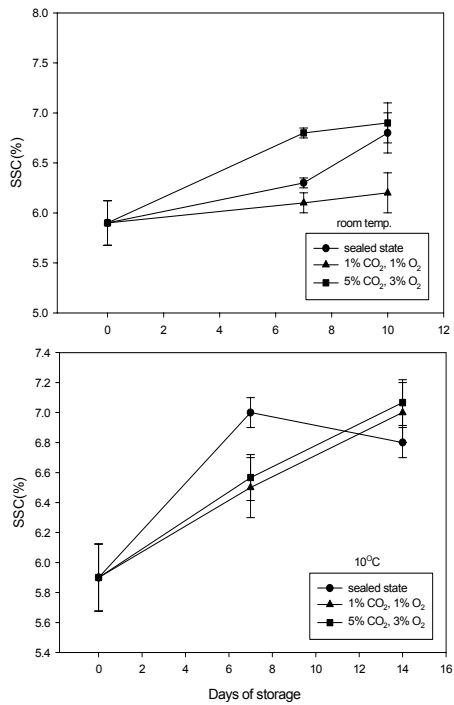 8.0
7.5
7.0
6.5
6.0
5.5
5.0
SSC(%)
room temp.
sealed state
1% CO2, 1% O2
5% CO2, 3% O2
0 2 4 6 8 10 12
7.4
7.2
7.0
6.8
6.6
6.4
6.2
6.0
5.8
5.6
5.4
SSC(%)
10OC
sealed state
1% CO2, 1% O2
5% CO2, 3% O2
0 2 4 6 8 10 12 14 16
Days of storage